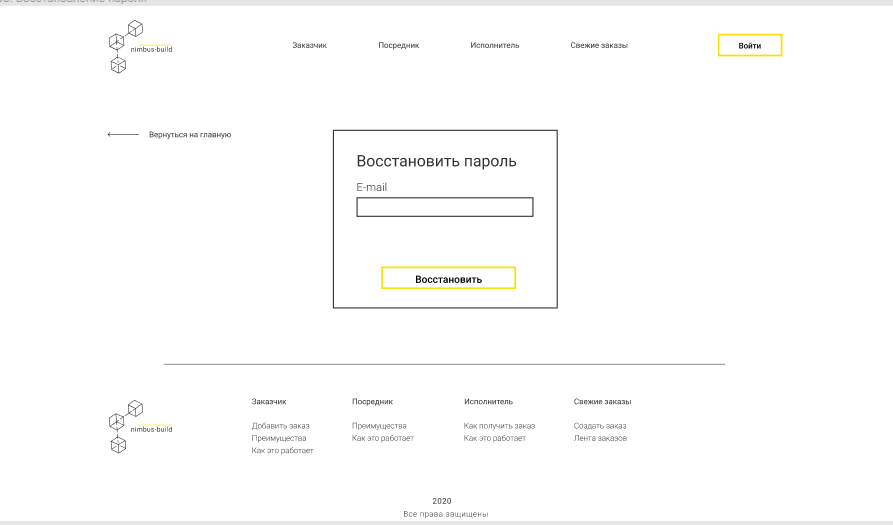 Восстановление пароля
nimbus-build
Заказчик
Посредник
Исполнитель
Свежие заказы
Войти
Вернуться на главную
Восстановить пароль
E-mail
Восстановить
nimbus-build
Заказчик
Добавить заказ
Преимущества
Как это работает
Посредник
Преимущества
Как это работает
Исполнитель
Как получить заказ
Как это работает
Свежие заказы
Создать заказ
Лента заказов
2020
Все права защищены